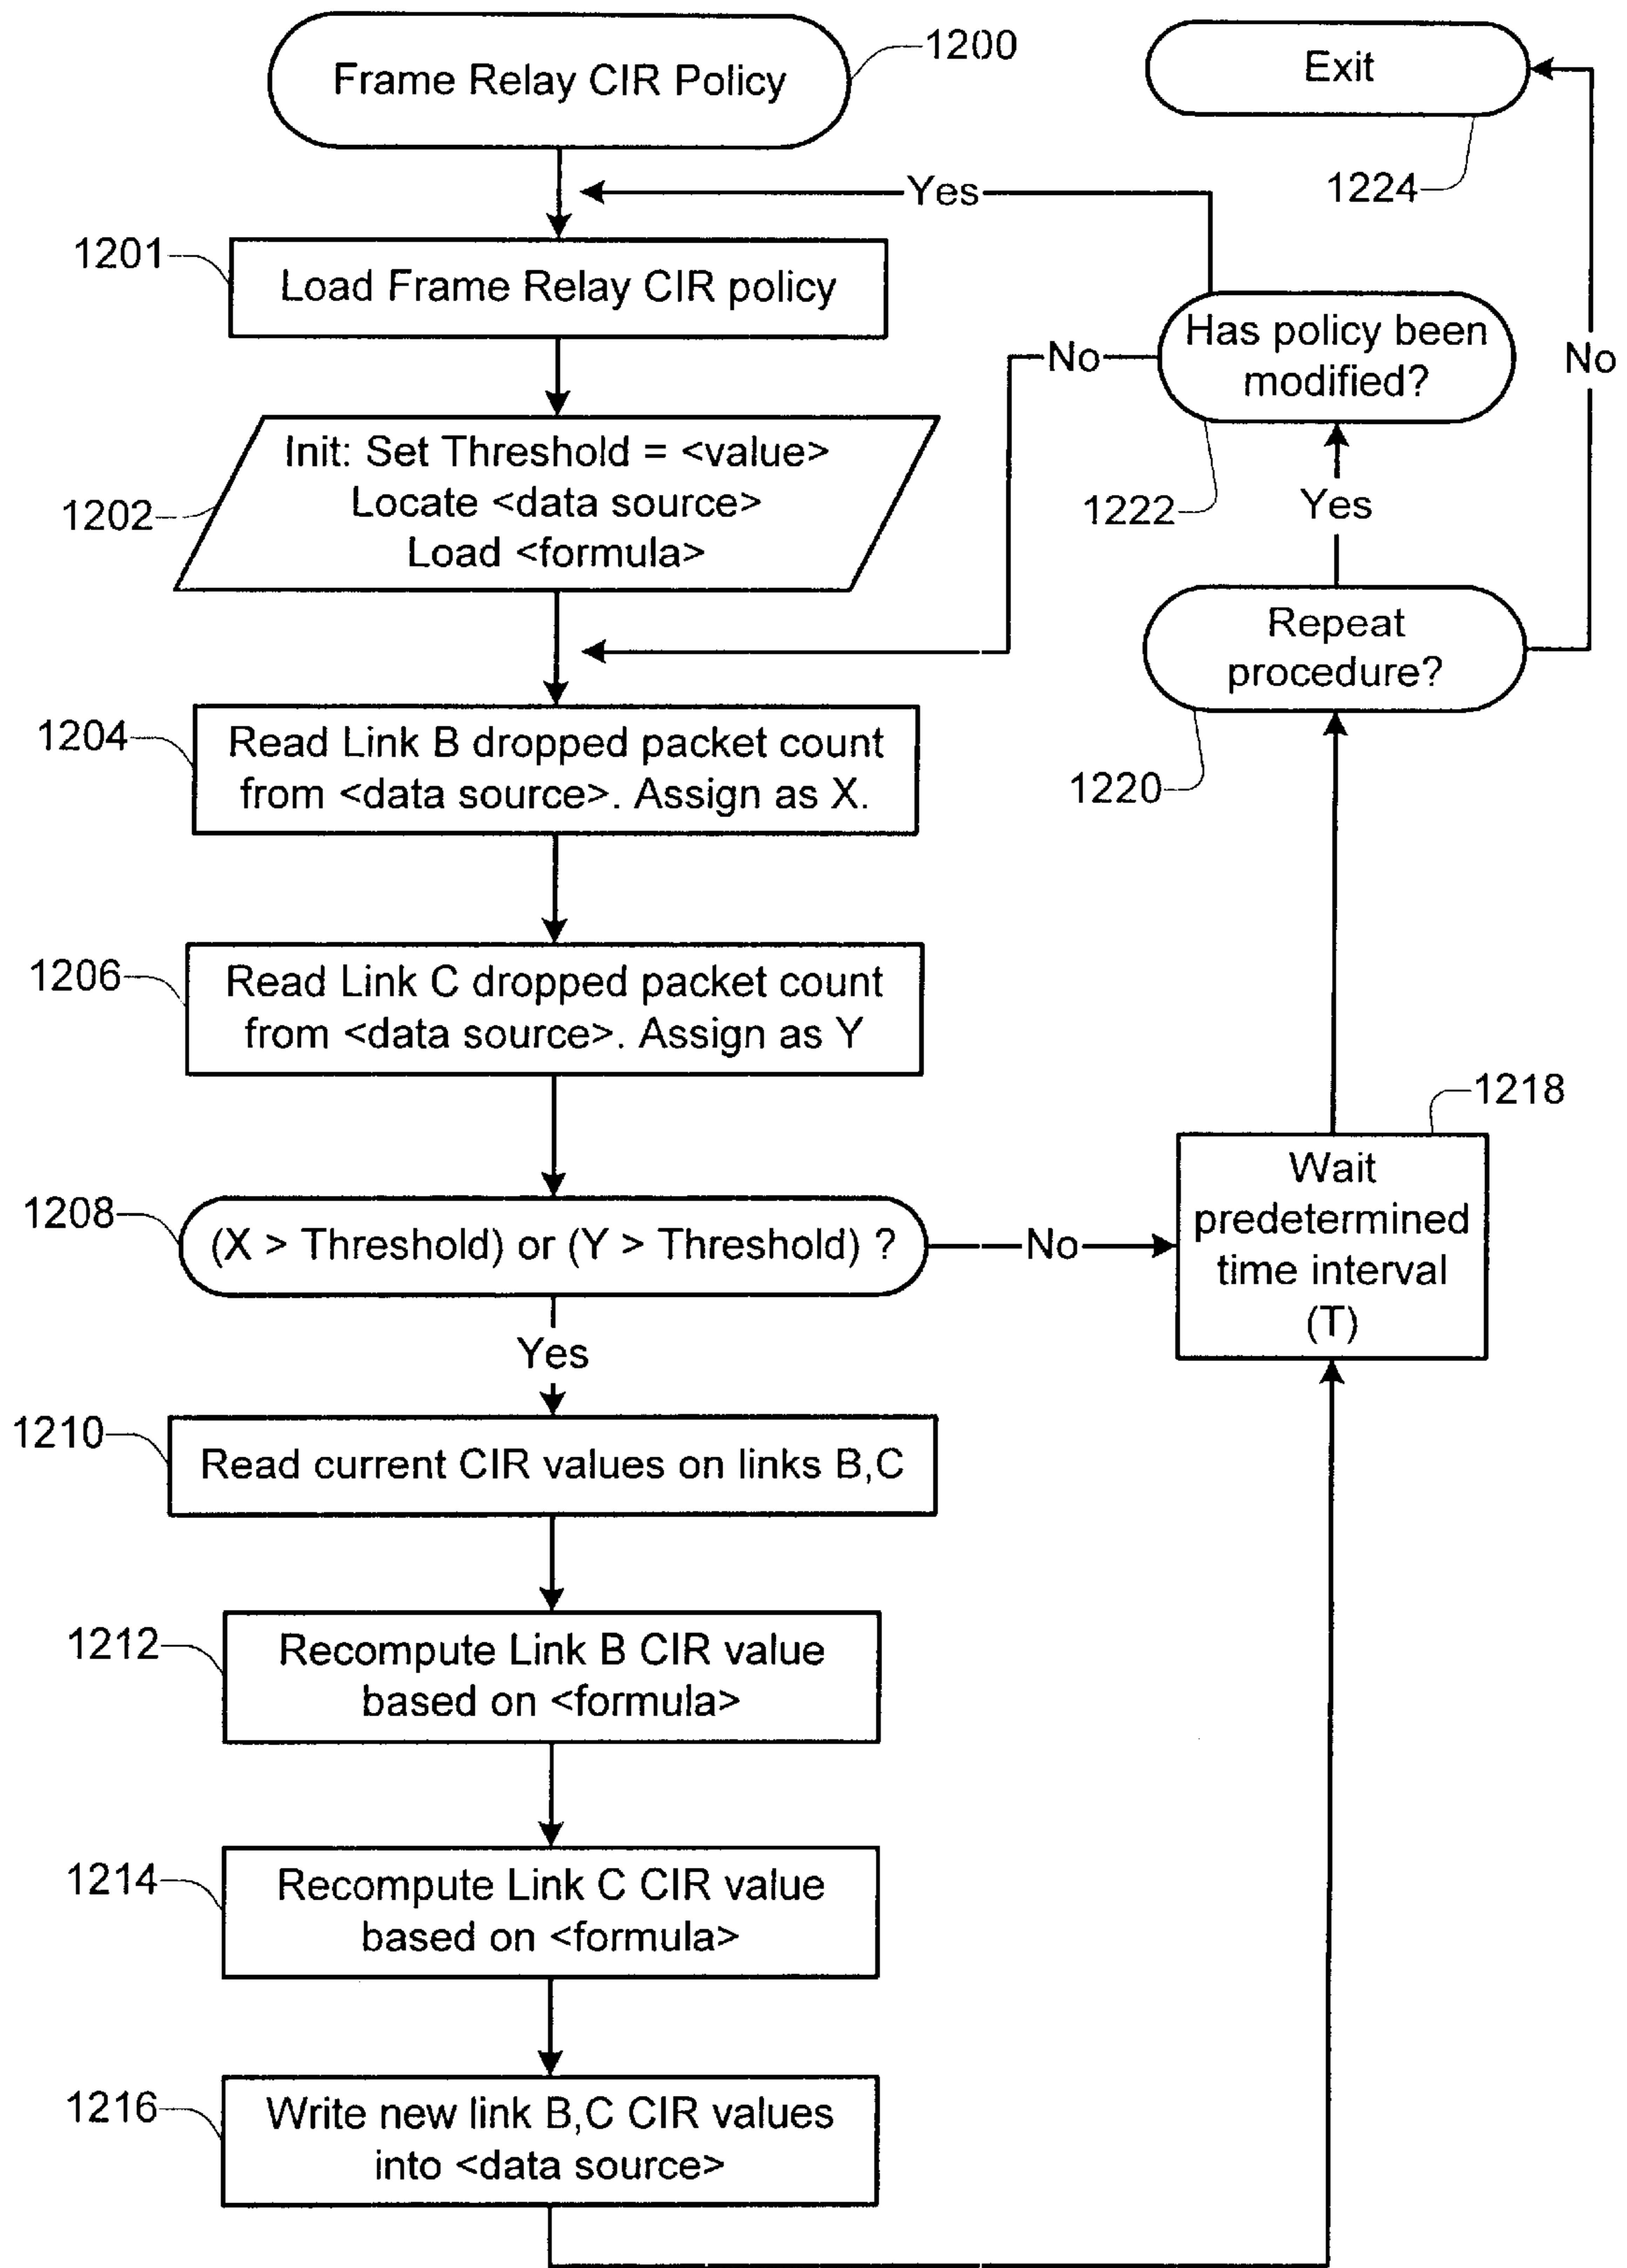 Frame Relay CIR Policy
1200
Exit
1224
Yes
1201
Load Frame Relay CIR policy
Has policy been
modified?
No
No
1222
Yes
Init: Set Threshold = <value>
Locate <data source>
Load <formula>
1202
Repeat
procedure?
1220
1204
Read Link B dropped packet count
from <data source>. Assign as X.
1206
Read Link C dropped packet count
from <data source>. Assign as Y
1218
Wait
predetermined
time interval
(T)
1208
(X > Threshold) or (Y > Threshold) ?
No
Yes
1210
Read current CIR values on links B,C
1212
Recompute Link B CIR value
based on <formula>
1214
Recompute Link C CIR value
based on <formula>
1216
Write new link B,C CIR values
into <data source>